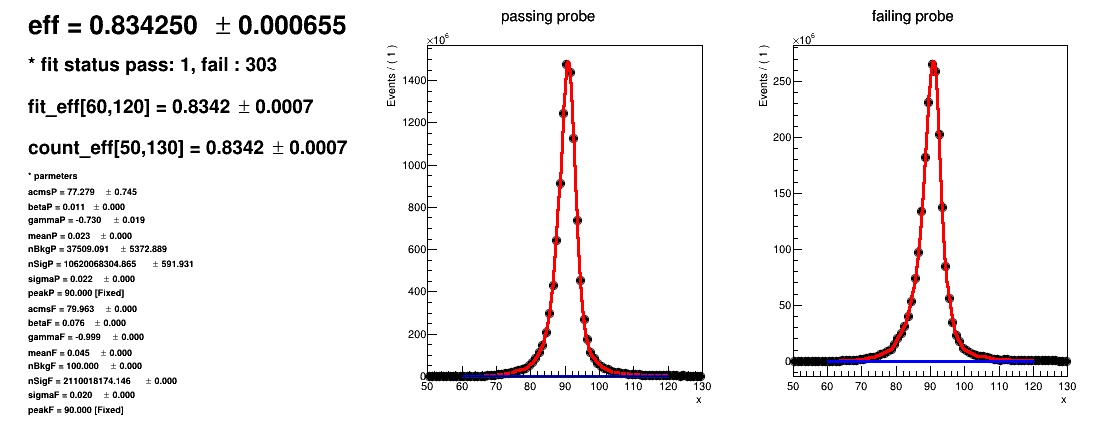 eff = 0.834250 ± 0.000655
* fit status pass: 1, fail : 303
fit_eff[60,120] = 0.8342 ± 0.0007
count_eff[50,130] = 0.8342 ± 0.0007
* parmeters
acmsP = 77.279 ± 0.745
betaP = 0.011 ± 0.000
gammaP = -0.730 ± 0.019
meanP = 0.023 ± 0.000
nBkgP = 37509.091 ± 5372.889
nSigP = 10620068304.865 ± 591.931
sigmaP = 0.022 ± 0.000
peakP = 90.000 [Fixed]
acmsF = 79.963 ± 0.000
betaF = 0.076 ± 0.000
gammaF = -0.999 ± 0.000
meanF = 0.045 ± 0.000
nBkgF = 100.000 ± 0.000
nSigF = 2110018174.146 ± 0.000
sigmaF = 0.020 ± 0.000
peakF = 90.000 [Fixed]
passing probe
×10⁶
Events / ( 1 )
1400
1200
1000
800
600
400
200
0
50 60 70 80 90 100 110 120 130
x
failing probe
×10⁶
Events / ( 1 )
250
200
150
100
50
0
50 60 70 80 90 100 110 120 130
x